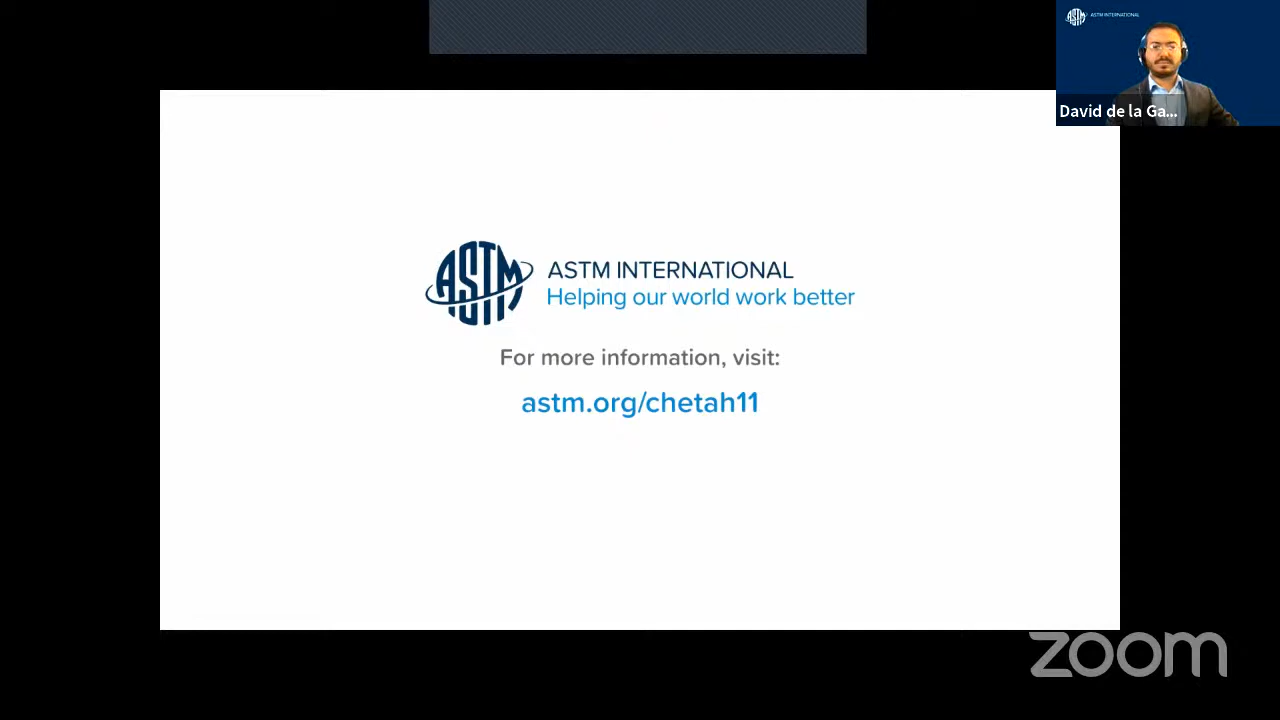 ASTM INTERNATIONAL
David de la Ga...
ASTM
ASTM INTERNATIONAL
Helping our world work better
For more information, visit:
astm.org/chetah11
zoom